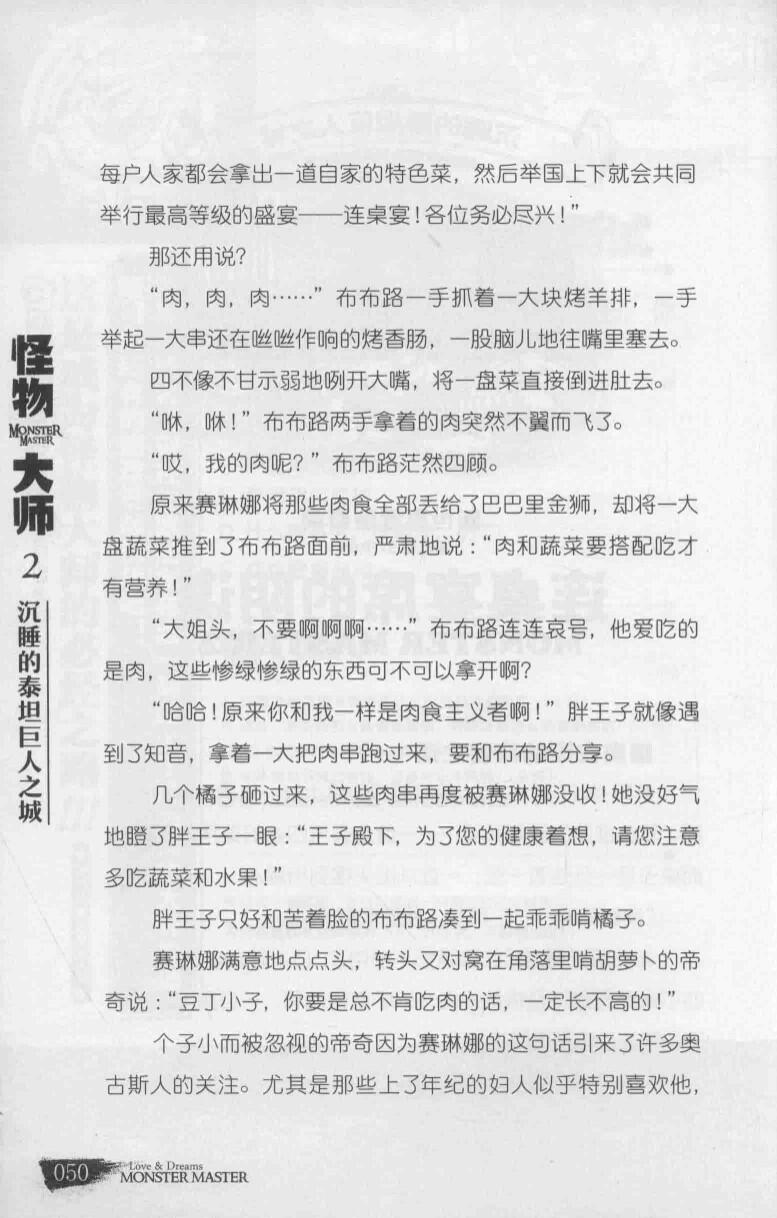 每户人家都会拿出一道自家的特色菜，然后举国上下就会共同
举行最高等级的盛宴——连桌宴！各位务必尽兴！”
那还用说？
“肉，肉，肉……”布布路一手抓着一大块烤羊排，一手
举起一大串还在咝咝作响的烤香肠，一股脑儿地往嘴里塞去。
四不像不甘示弱地咧开大嘴，将一盘菜直接倒进肚去。
“咻，咻！”布布路两手拿着的肉突然不翼而飞了。
“哎，我的肉呢？”布布路茫然四顾。
原来赛琳娜将那些肉食全部丢给了巴巴里金狮，却将一大
盘蔬菜推到了布布路面前，严肃地说：“肉和蔬菜要搭配吃才
有营养！”
“大姐头，不要啊啊啊……”布布路连连哀号，他爱吃的
是肉，这些惨绿惨绿的东西可不可以拿开啊？
“哈哈！原来你和我一样是肉食主义者啊！”胖王子就像遇
到了知音，拿着一大把肉串跑过来，要和布布路分享。
几个橘子砸过来，这些肉串再度被赛琳娜没收！她没好气
地瞪了胖王子一眼：“王子殿下，为了您的健康着想，请您注意
多吃蔬菜和水果！”
胖王子只好和苦着脸的布布路凑到一起乖乖啃橘子。
赛琳娜满意地点点头，转头又对窝在角落里啃胡萝卜的帝
奇说：“豆丁小子，你要是总不肯吃肉的话，一定长不高的！”
个子小而被忽视的帝奇因为赛琳娜的这句话引来了许多奥
古斯人的关注。尤其是那些上了年纪的妇人似乎特别喜欢他，
怪物
MONSTER
MASTER
大师
2
沉睡的泰坦巨人之城
050
Love & Dreams
MONSTER MASTER